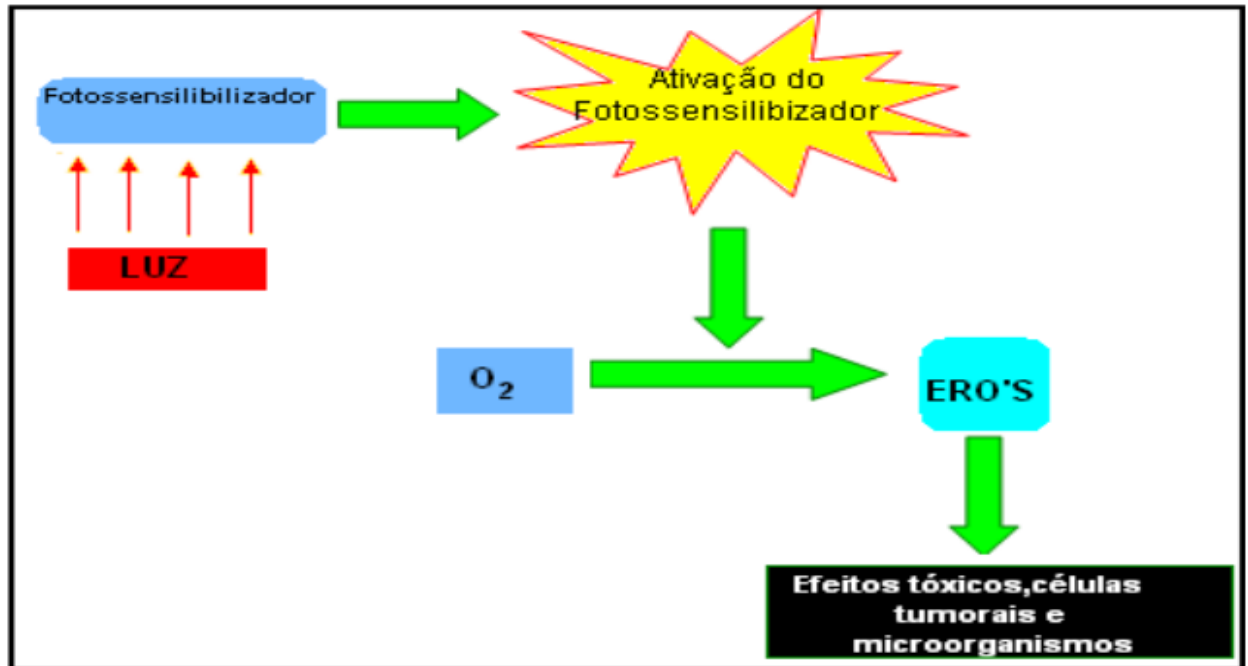 Fotossensilibilizador
Ativação do
Fotossensilibizador
LUZ
O2
ERO'S
Efeitos tóxicos,células
tumorais e
microorganismos